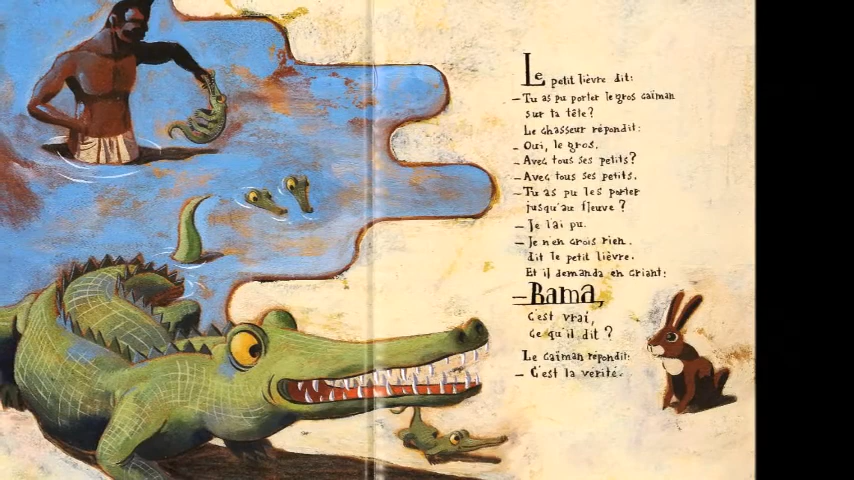 Le petit lièvre dit:
– Tu as pu porter le gros caïman
sur ta tête?
Le chasseur répondit:
– Oui, le gros.
– Avec tous ses petits?
– Avec tous ses petits.
– Tu as pu les porter
jusqu'au fleuve?
– Je l'ai pu.
– Je n'en crois rien.
dit le petit lièvre.
Et il demanda en criant:
– Bama,
c'est vrai,
ce qu'il dit?
Le caïman répondit:
– C'est la vérité.